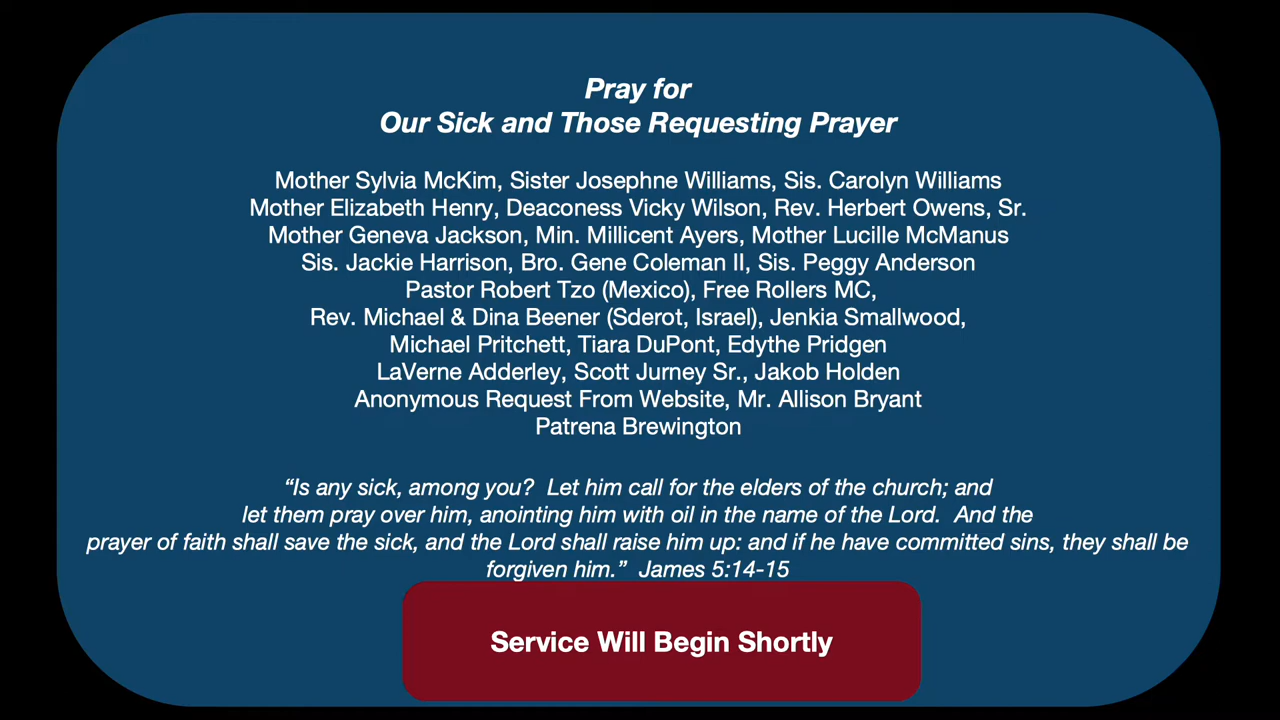 Pray for
Our Sick and Those Requesting Prayer
Mother Sylvia McKim, Sister Josephne Williams, Sis. Carolyn Williams
Mother Elizabeth Henry, Deaconess Vicky Wilson, Rev. Herbert Owens, Sr.
Mother Geneva Jackson, Min. Millicent Ayers, Mother Lucille McManus
Sis. Jackie Harrison, Bro. Gene Coleman II, Sis. Peggy Anderson
Pastor Robert Tzo (Mexico), Free Rollers MC,
Rev. Michael & Dina Beener (Sderot, Israel), Jenkia Smallwood,
Michael Pritchett, Tiara DuPont, Edythe Pridgen
LaVerne Adderley, Scott Jurney Sr., Jakob Holden
Anonymous Request From Website, Mr. Allison Bryant
Patrena Brewington
“Is any sick, among you?  Let him call for the elders of the church; and
let them pray over him, anointing him with oil in the name of the Lord.  And the
prayer of faith shall save the sick, and the Lord shall raise him up: and if he have committed sins, they shall be
forgiven him.”  James 5:14-15
Service Will Begin Shortly